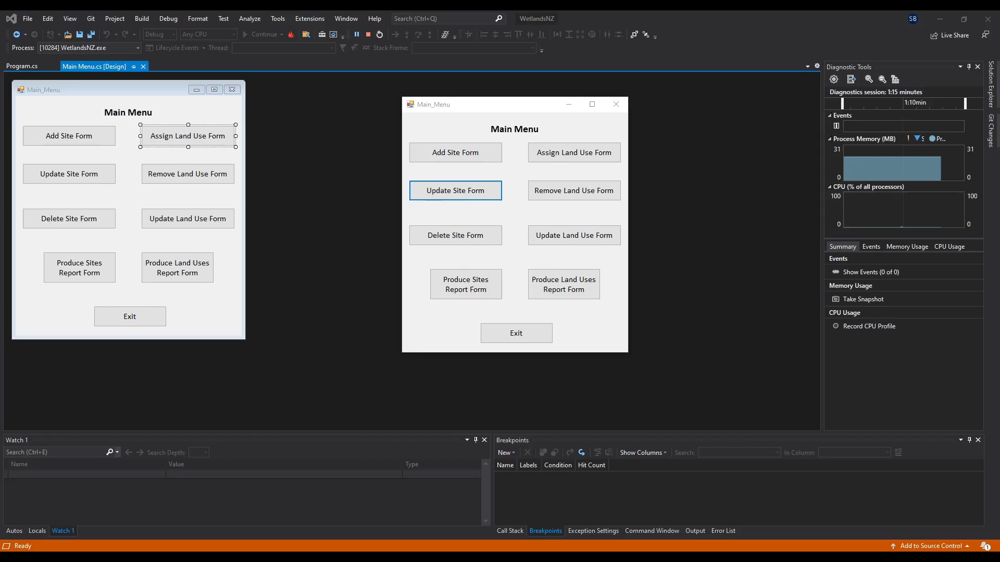 File Edit View Git Project Build Debug Format Test Analyze Tools Extensions Window Help Search (Ctrl+Q) WetlandsNZ SB
Debug Any CPU Continue Live Share
Process: [10284] WetlandsNZ.exe Lifecycle Events Thread: Stack Frame:
Program.cs Main Menu.cs [Design]
Main_Menu
Main Menu
Add Site Form Assign Land Use Form
Update Site Form Remove Land Use Form
Delete Site Form Update Land Use Form
Produce Sites
Report Form
Produce Land Uses
Report Form
Exit
Main_Menu
Main Menu
Add Site Form Assign Land Use Form
Update Site Form Remove Land Use Form
Delete Site Form Update Land Use Form
Produce Sites
Report Form
Produce Land Uses
Report Form
Exit
Diagnostic Tools
Diagnostics session: 1:15 minutes
1:10min
Events
Process Memory (MB) S Pr...
31 31
0 0
CPU (% of all processors)
100 100
0 0
Summary Events Memory Usage CPU Usage
Events
Show Events (0 of 0)
Memory Usage
Take Snapshot
CPU Usage
Record CPU Profile
Solution Explorer
Git Changes
Watch 1
Search (Ctrl+E) Search Depth:
Name Value Type
Autos Locals Watch 1
Breakpoints
New Show Columns Search: In Column:
Name Labels Condition Hit Count
Call Stack Breakpoints Exception Settings Command Window Output Error List
Ready Add to Source Control 1